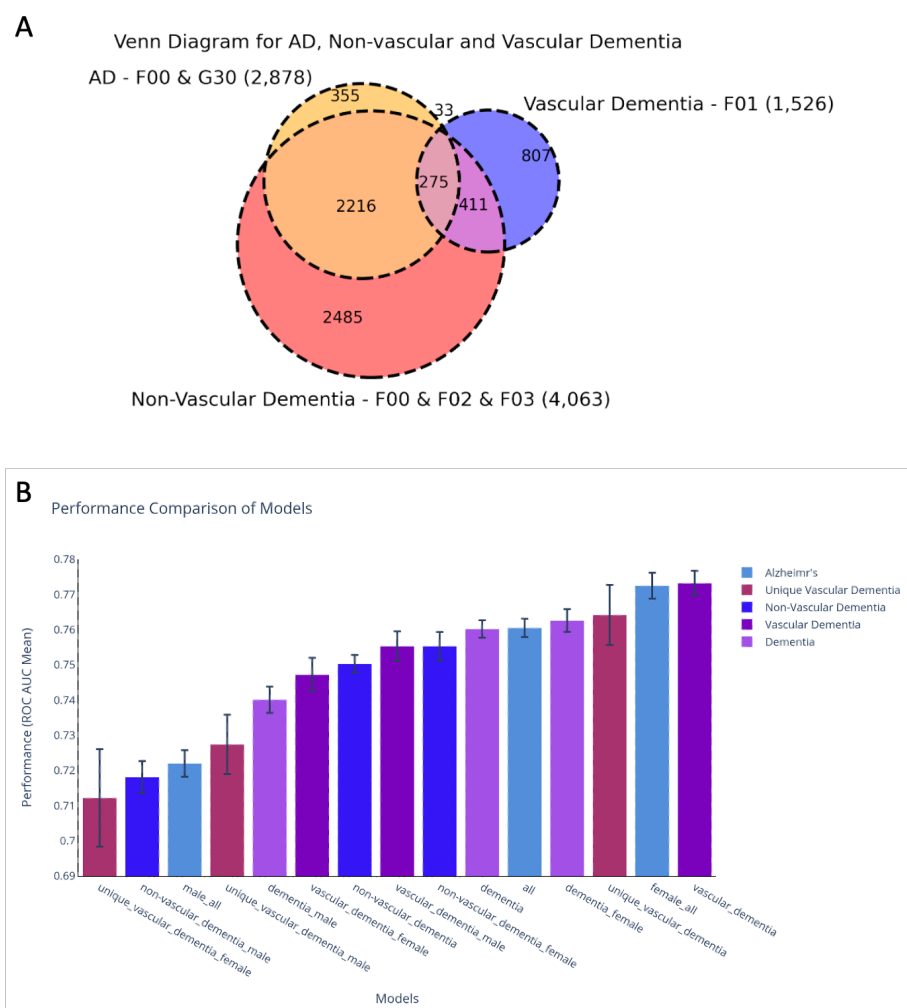 A
Venn Diagram for AD, Non-vascular and Vascular Dementia
AD - F00 & G30 (2,878)
355
33
Vascular Dementia - F01 (1,526)
807
275
411
2216
2485
Non-Vascular Dementia - F00 & F02 & F03 (4,063)
B
Performance Comparison of Models
Performance (ROC AUC Mean)
0.78
0.77
0.76
0.75
0.74
0.73
0.72
0.71
0.7
0.69
Alzheimr's
Unique Vascular Dementia
Non-Vascular Dementia
Vascular Dementia
Dementia
unique_vascular_dementia_female
non-vascular_dementia_male
male_all
unique_vascular_dementia_male
dementia_male
vascular_dementia_female
non-vascular_dementia
vascular_dementia_male
non-vascular_dementia_female
dementia
all
dementia_female
unique_vascular_dementia
female_all
vascular_dementia
Models